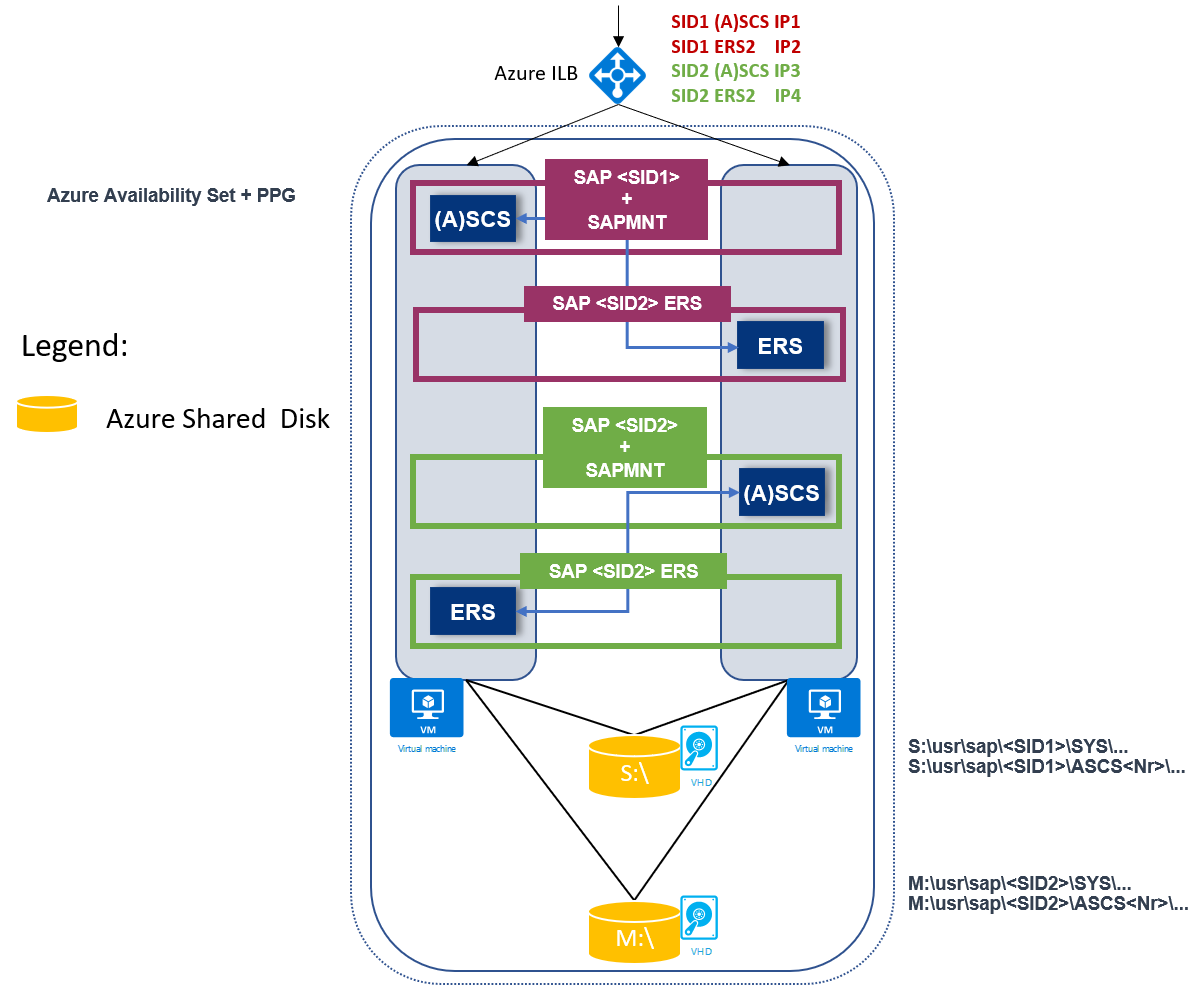 SID1 (A)SCS IP1
SID1 ERS2 IP2
SID2 (A)SCS IP3
SID2 ERS2 IP4
Azure ILB
Azure Availability Set + PPG
SAP <SID1>
+
SAPMNT
(A)SCS
SAP <SID2> ERS
ERS
Legend:
Azure Shared Disk
SAP <SID2>
+
SAPMNT
(A)SCS
SAP <SID2> ERS
ERS
VM
Virtual machine
VM
Virtual machine
S:\
VHD
S:\usr\sap\<SID1>\SYS\...
S:\usr\sap\<SID1>\ASCS<Nr>\...
M:\usr\sap\<SID2>\SYS\...
M:\usr\sap\<SID2>\ASCS<Nr>\...
M:\
VHD